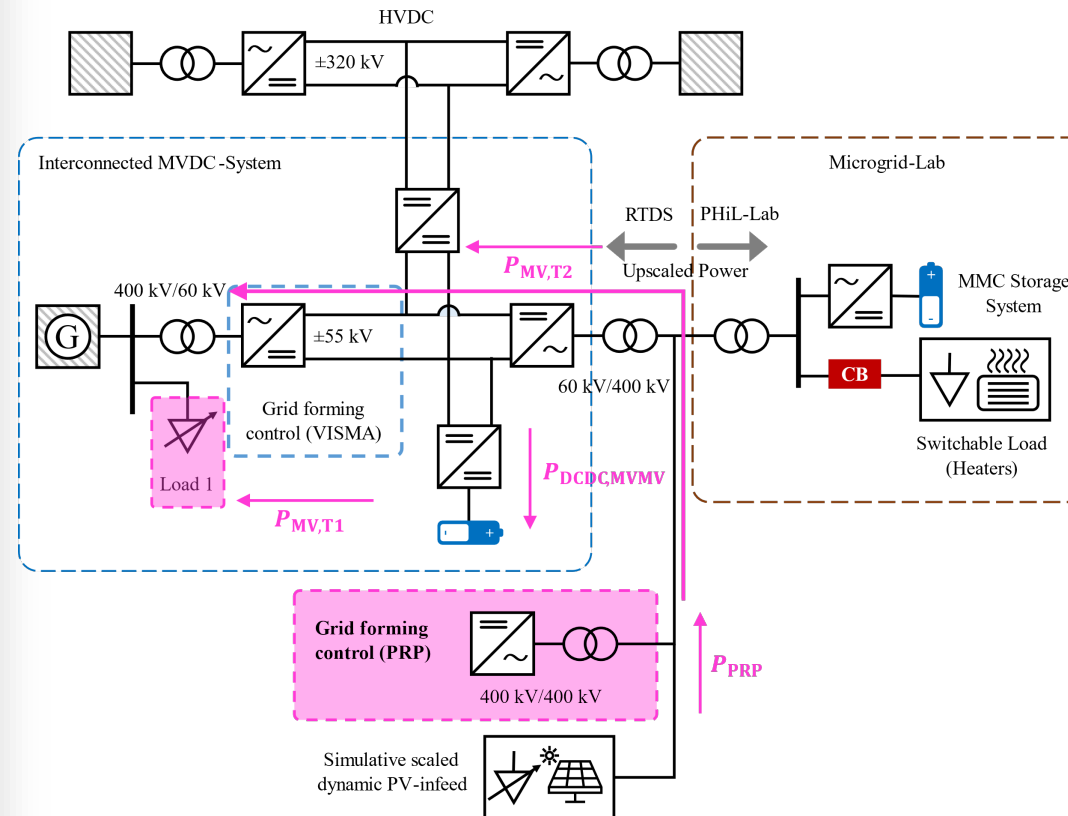 HVDC
±320 kV
Interconnected MVDC-System
Microgrid-Lab
RTDS
PHiL-Lab
Upscaled Power
P_MV,T2
MMC Storage
System
400 kV/60 kV
±55 kV
G
CB
60 kV/400 kV
Grid forming
control (VISMA)
Switchable Load
(Heaters)
Load 1
P_DCDC,MVMV
P_MV,T1
Grid forming
control (PRP)
P_PRP
400 kV/400 kV
Simulative scaled
dynamic PV-infeed